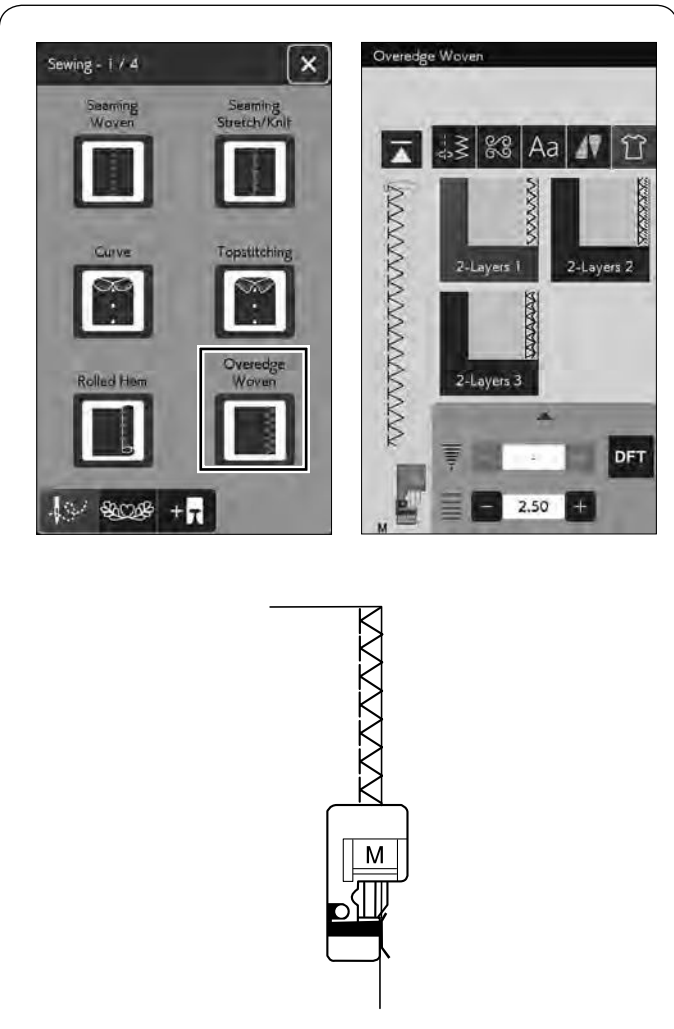 Sewing - 1 / 4
Seaming
Woven
Seaming
Stretch/Knit
Curve
Topstitching
Rolled Hem
Overedge
Woven
Overedge Woven
Aa
2-Layers 1
2-Layers 2
2-Layers 3
DFT
2.50
M
M